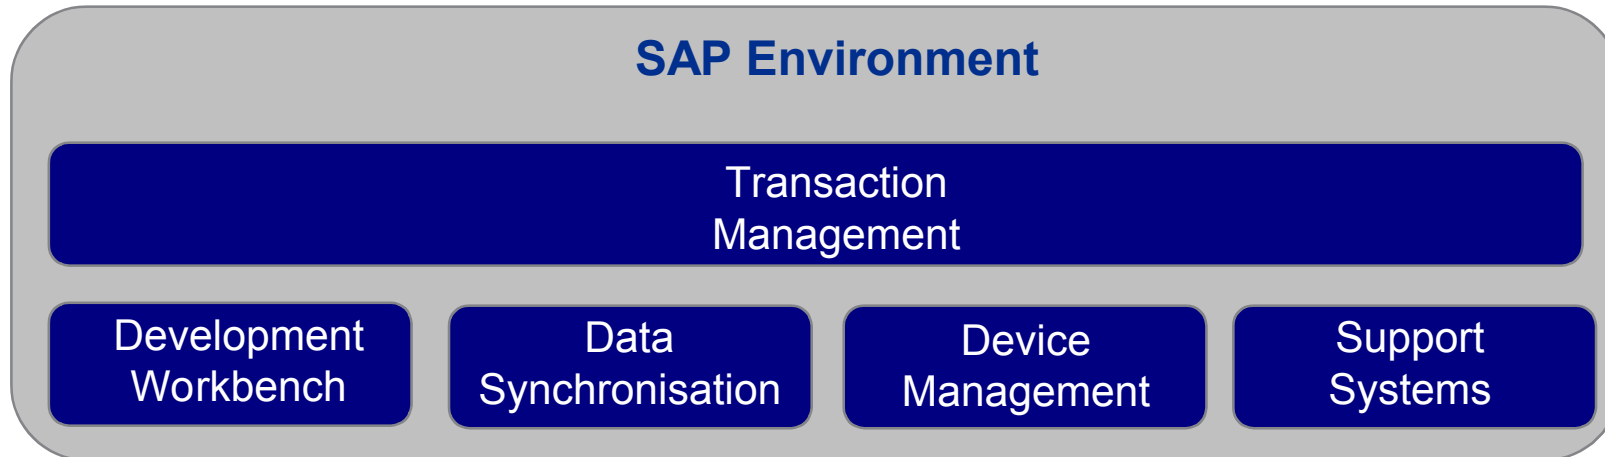 SAP Environment
Transaction
Management
Development
Workbench
Data
Synchronisation
Device
Management
Support
Systems